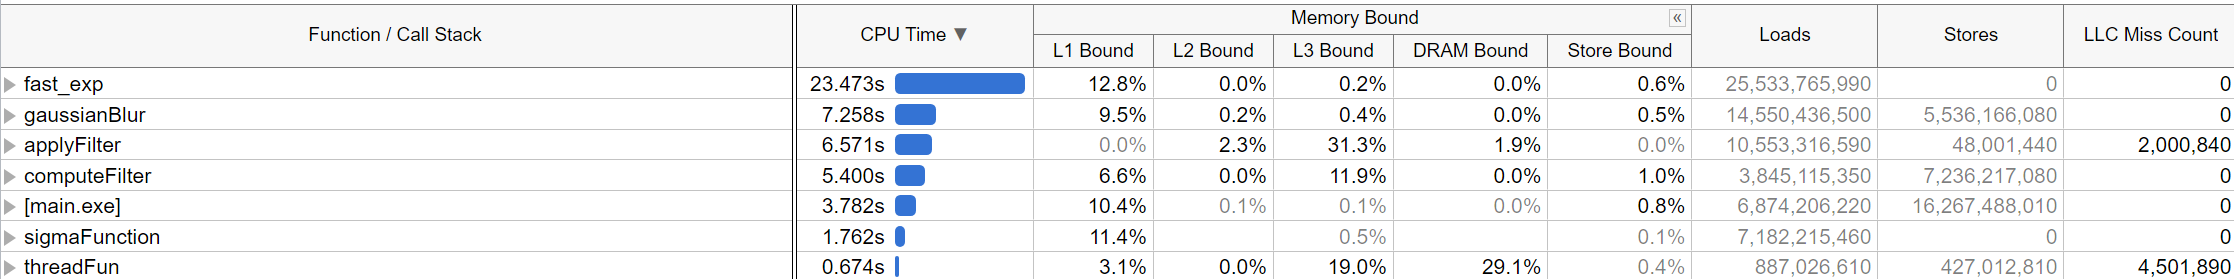 Function / Call Stack CPU Time ▼ Memory Bound « Loads Stores LLC Miss Count
L1 Bound L2 Bound L3 Bound DRAM Bound Store Bound
fast_exp 23.473s 12.8% 0.0% 0.2% 0.0% 0.6% 25,533,765,990 0 0
gaussianBlur 7.258s 9.5% 0.2% 0.4% 0.0% 0.5% 14,550,436,500 5,536,166,080 0
applyFilter 6.571s 0.0% 2.3% 31.3% 1.9% 0.0% 10,553,316,590 48,001,440 2,000,840
computeFilter 5.400s 6.6% 0.0% 11.9% 0.0% 1.0% 3,845,115,350 7,236,217,080 0
[main.exe] 3.782s 10.4% 0.1% 0.1% 0.0% 0.8% 6,874,206,220 16,267,488,010 0
sigmaFunction 1.762s 11.4% 0.5% 0.1% 7,182,215,460 0 0
threadFun 0.674s 3.1% 0.0% 19.0% 29.1% 0.4% 887,026,610 427,012,810 4,501,890